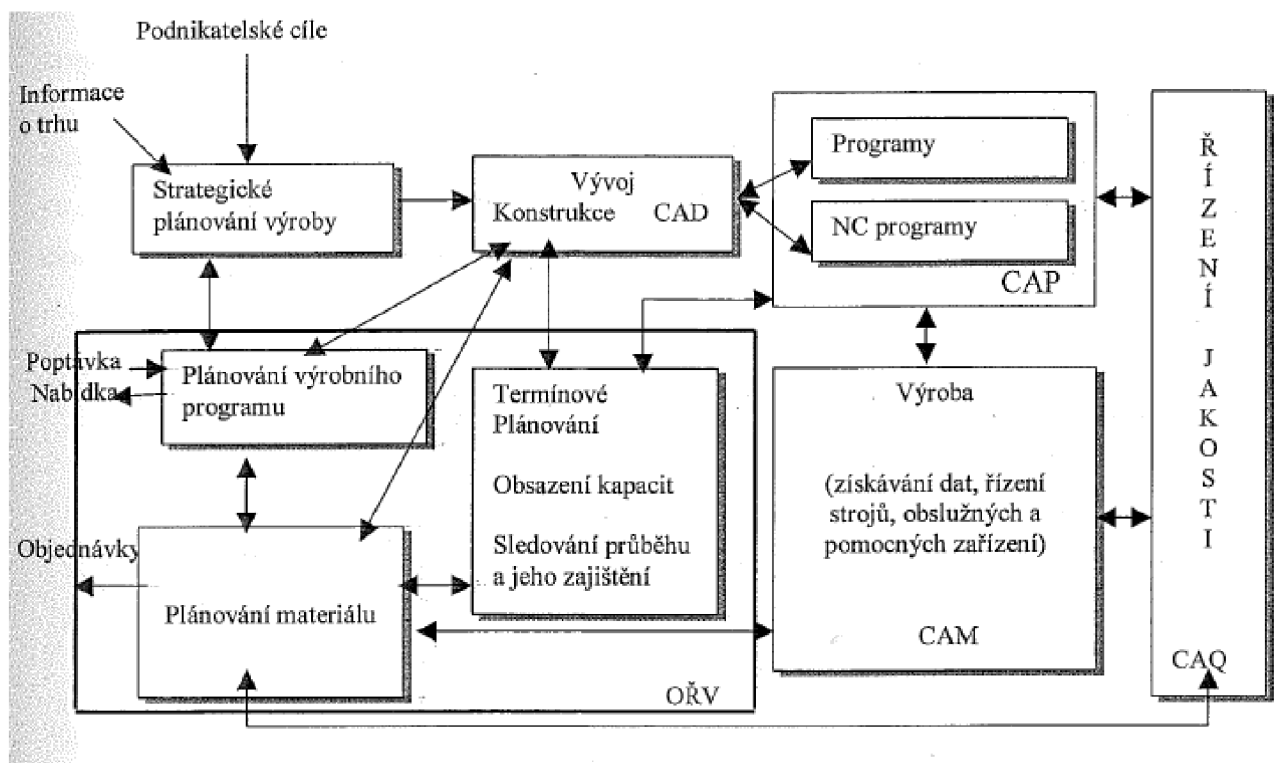 Podnikatelské cíle
Informace
o trhu
Strategické
plánování výroby
Vývoj
Konstrukce CAD
Programy
NC programy
CAP
ŘÍZENÍ JAKOSTI
CAQ
Poptávka
Nabídka
Plánování výrobního
programu
Termínové
Plánování
Obsazení kapacit
Sledování průběhu
a jeho zajištění
Výroba
(získávání dat, řízení
strojů, obslužných a
pomocných zařízení)
CAM
Objednávky
Plánování materiálu
OŘV